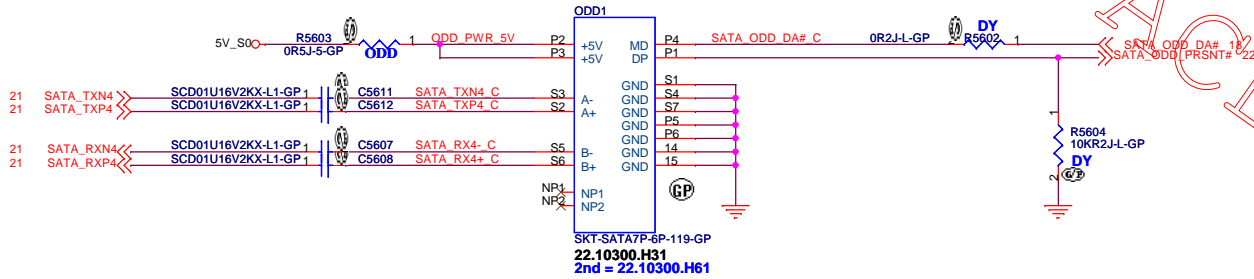 ODD1
5V_S0
R5603
0R5J-5-GP
1
ODD
ODD_PWR_5V
P2
P3
+5V
+5V
MD
DP
P4
P1
SATA_ODD_DA#_C
0R2J-L-GP
DY
R5602
1
SATA_ODD_DA# 18
SATA_ODD_PRSNT# 22
21 SATA_TXN4
21 SATA_TXP4
SCD01U16V2KX-L1-GP 1
SCD01U16V2KX-L1-GP 1
C5611
C5612
SATA_TXN4_C
SATA_TXP4_C
S3
S2
A-
A+
21 SATA_RXN4
21 SATA_RXP4
SCD01U16V2KX-L1-GP 1
SCD01U16V2KX-L1-GP 1
C5607
C5608
SATA_RX4-_C
SATA_RX4+_C
S5
S6
B-
B+
GND S1
GND S4
GND S7
GND P5
GND P6
GND 14
GND 15
NP1
NP2
NP1
NP2
GP
1
R5604
10KR2J-L-GP
DY
2
SKT-SATA7P-6P-119-GP
22.10300.H31
2nd = 22.10300.H61